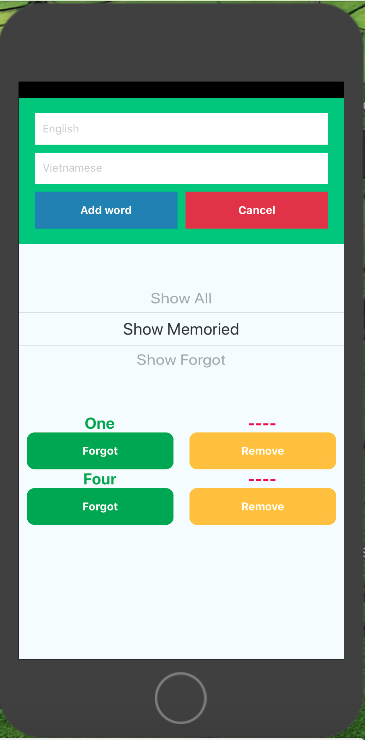 English
Vietnamese
Add word Cancel
Show All
Show Memoried
Show Forgot
One ----
Forgot Remove
Four ----
Forgot Remove